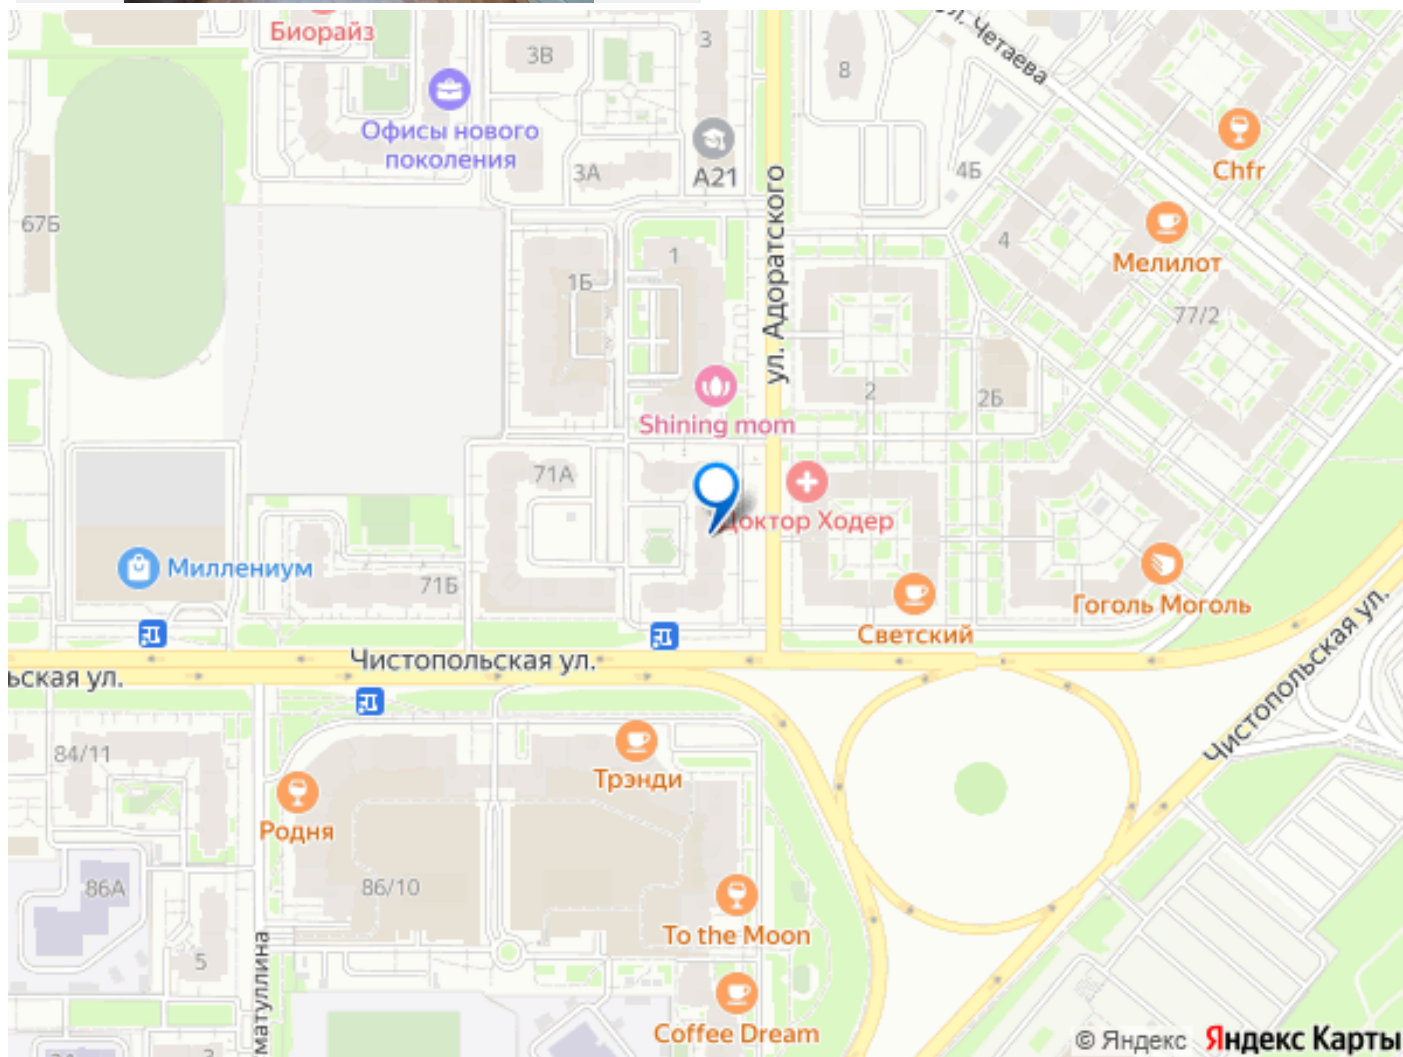 Биорайз
3В
3
8
ул. Четаева
Офисы нового
поколения
3А
А21
4Б
Chfr
67Б
1Б
1
ул. Адоратского
4
Мелилот
77/2
2
2Б
Shining mom
71А
Доктор Ходер
Миллениум
71Б
Гоголь Моголь
Светский
Чистопольская ул.
ьская ул.
Чистопольская ул.
84/11
Трэнди
Родня
86А
86/10
To the Moon
5
матуллина
Coffee Dream
© Яндекс Яндекс Карты